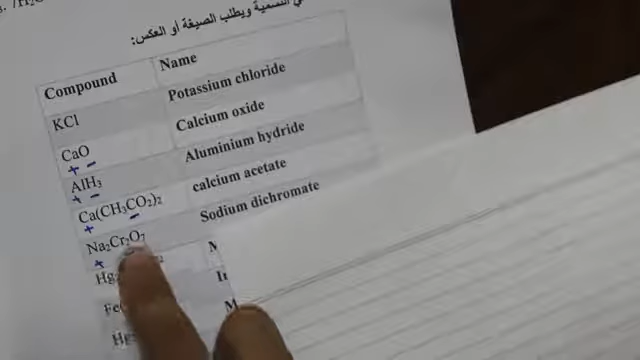 في التسمية ويطلب الصيغة أو العكس:
Compound Name
KCl Potassium chloride
CaO Calcium oxide
AlH₃ Aluminium hydride
Ca(CH₃CO₂)₂ calcium acetate
Na₂Cr₂O₇ Sodium dichromate